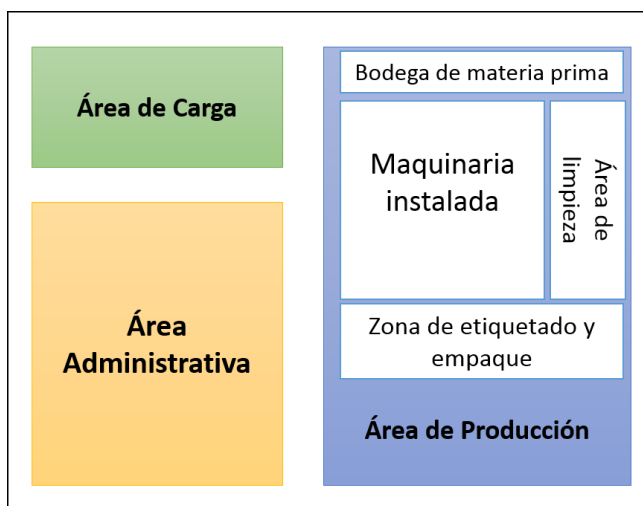 Área de Carga
Área
Administrativa
Bodega de materia prima
Maquinaria
instalada
Área de
limpieza
Zona de etiquetado y
empaque
Área de Producción